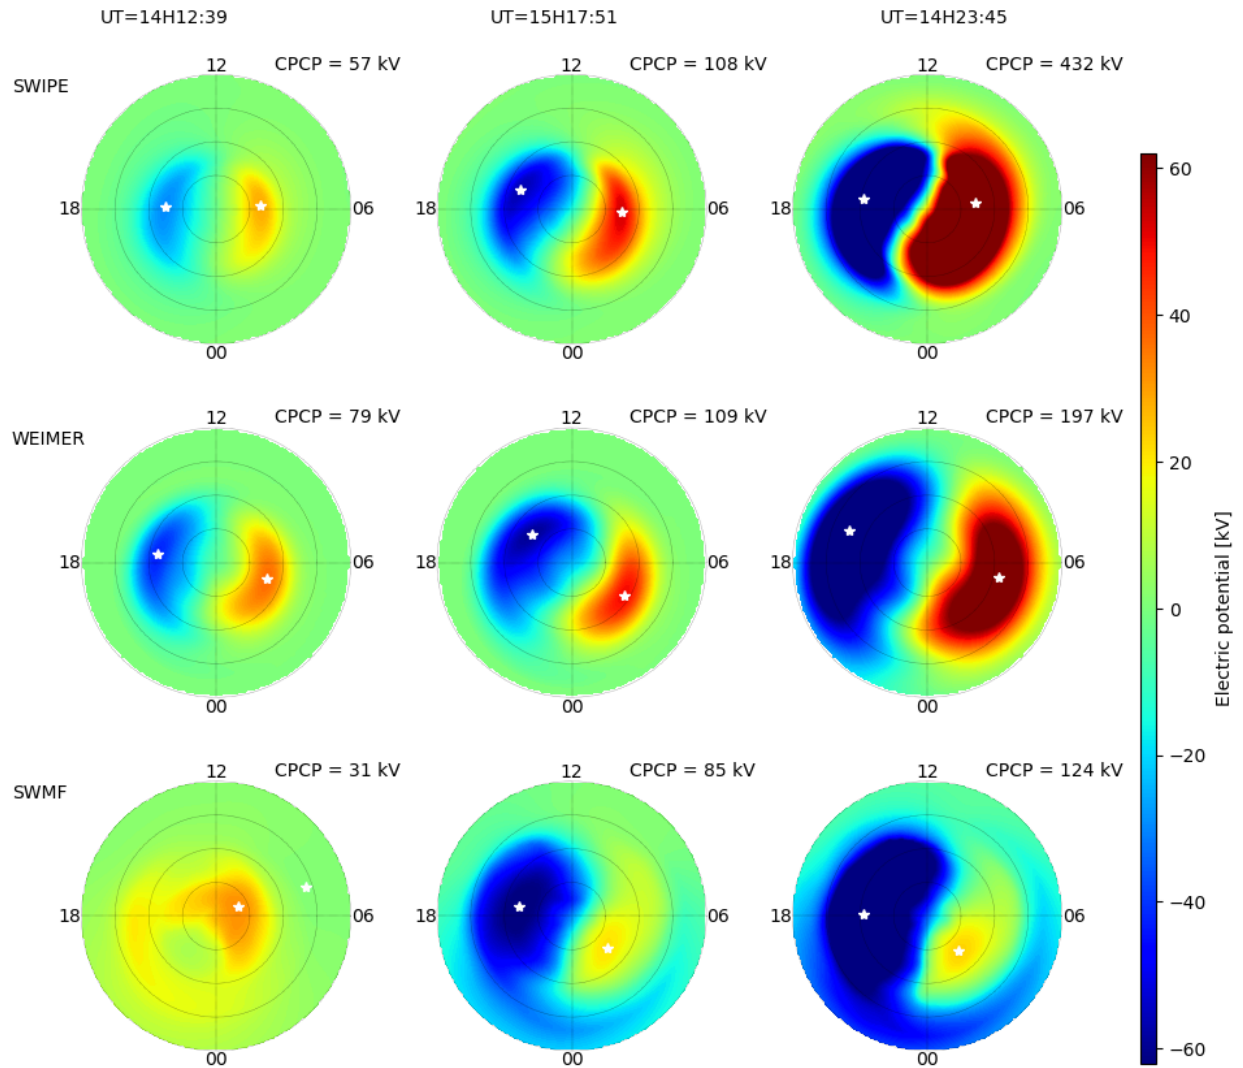 UT=14H12:39
UT=15H17:51
UT=14H23:45
SWIPE
12
CPCP = 57 kV
12
CPCP = 108 kV
12
CPCP = 432 kV
18
06
18
06
18
06
00
00
00
WEIMER
12
CPCP = 79 kV
12
CPCP = 109 kV
12
CPCP = 197 kV
18
06
18
06
18
06
00
00
00
SWMF
12
CPCP = 31 kV
12
CPCP = 85 kV
12
CPCP = 124 kV
18
06
18
06
18
06
00
00
00
60
40
20
0
−20
−40
−60
Electric potential [kV]